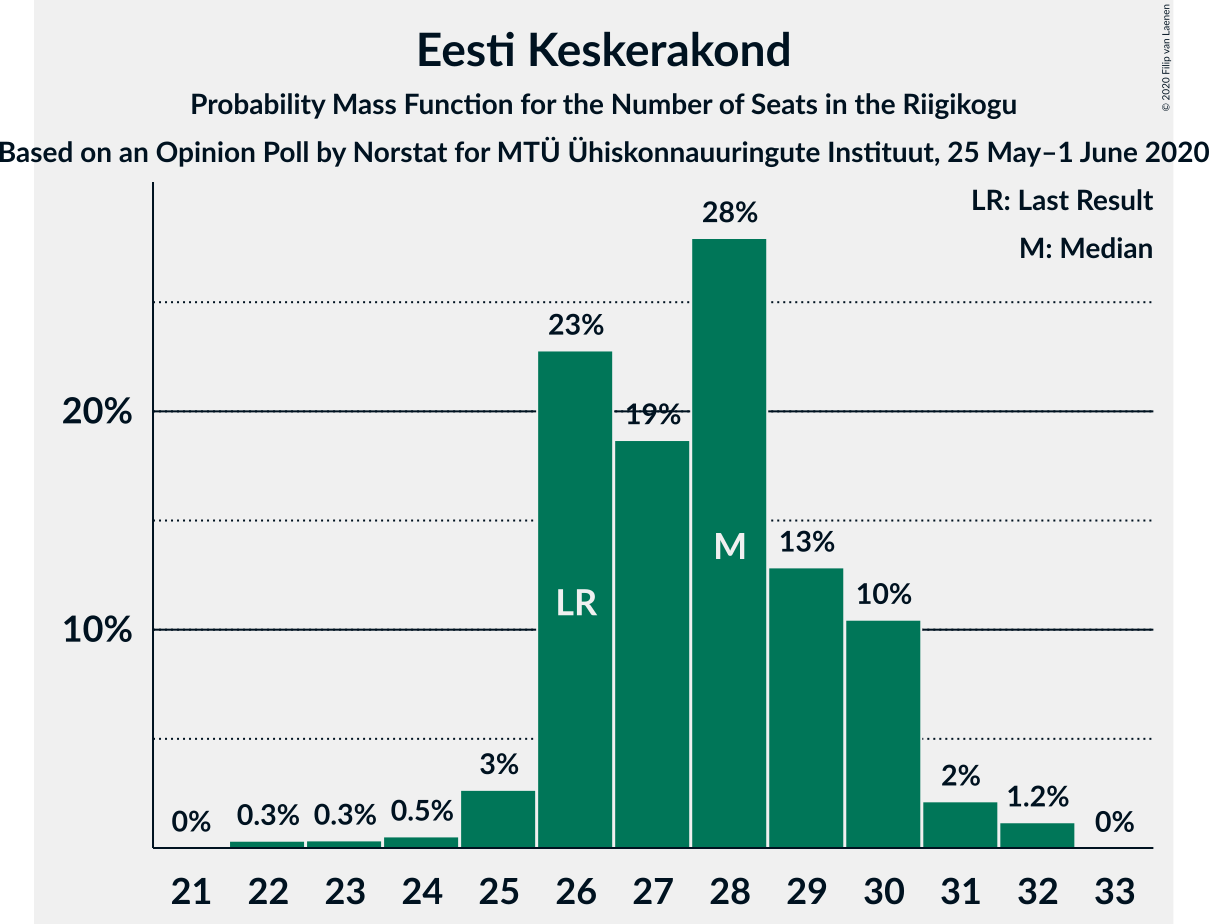 Eesti Keskerakond
Probability Mass Function for the Number of Seats in the Riigikogu
Based on an Opinion Poll by Norstat for MTÜ Ühiskonnauuringute Instituut, 25 May–1 June 2020
© 2020 Filip van Laenen
LR: Last Result
M: Median
28%
23%
20%
19%
M
13%
LR
10%
10%
3%
2%
0% 0.3% 0.3% 0.5% 1.2% 0%
21 22 23 24 25 26 27 28 29 30 31 32 33